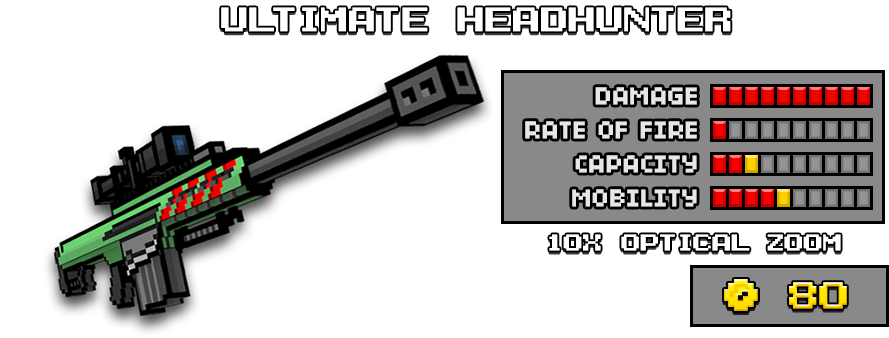 ULTIMATE HEADHUNTER
DAMAGE
RATE OF FIRE
CAPACITY
MOBILITY
10X OPTICAL ZOOM
80